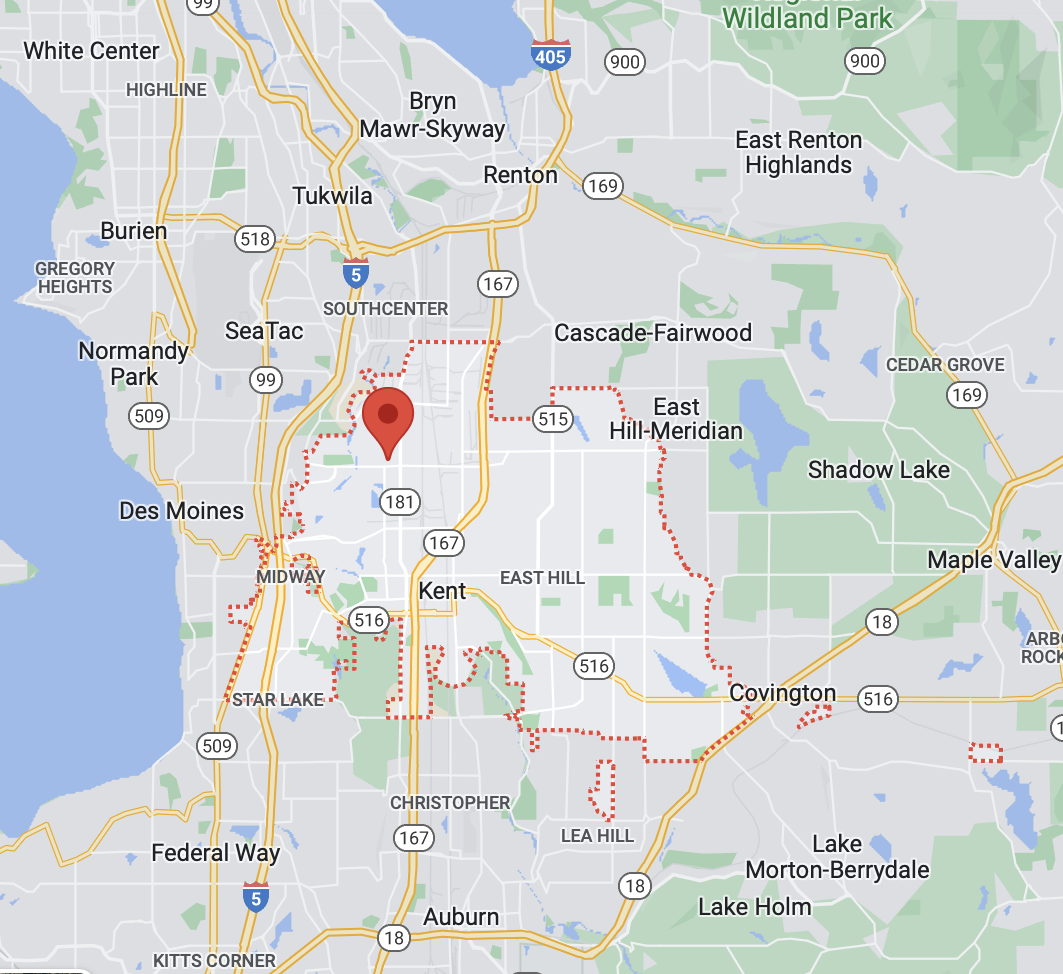 99
Wildland Park
White Center
405
900
900
HIGHLINE
Bryn
Mawr-Skyway
East Renton
Highlands
Renton
169
Tukwila
Burien
518
5
GREGORY
HEIGHTS
167
SOUTHCENTER
SeaTac
Cascade-Fairwood
Normandy
Park
CEDAR GROVE
99
169
509
515
East
Hill-Meridian
Shadow Lake
181
Des Moines
167
Maple Valley
MIDWAY
EAST HILL
Kent
516
18
516
STAR LAKE
Covington
516
509
CHRISTOPHER
167
LEA HILL
Federal Way
Lake
Morton-Berrydale
18
5
Lake Holm
Auburn
18
KITTS CORNER